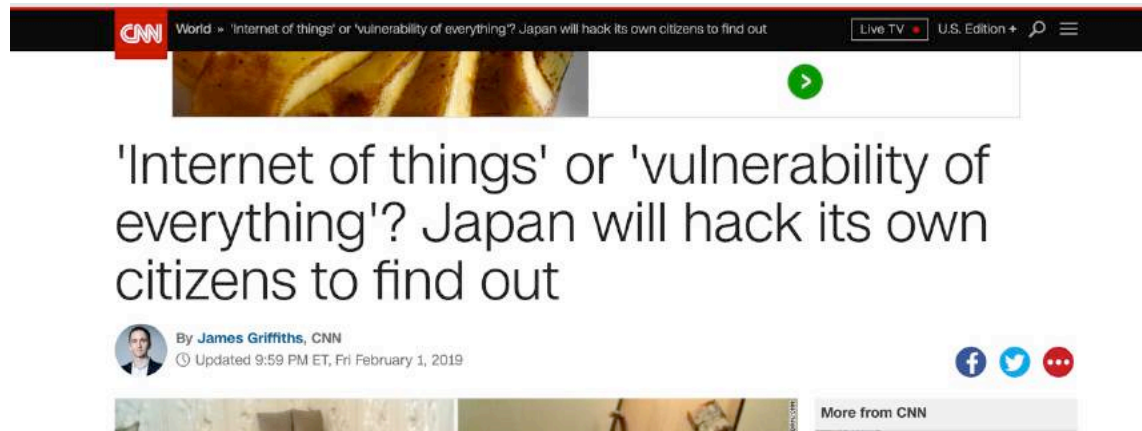 CNN World » 'Internet of things' or 'vulnerability of everything'? Japan will hack its own citizens to find out Live TV U.S. Edition +
'Internet of things' or 'vulnerability of
everything'? Japan will hack its own
citizens to find out
By James Griffiths, CNN
Updated 9:59 PM ET, Fri February 1, 2019
More from CNN